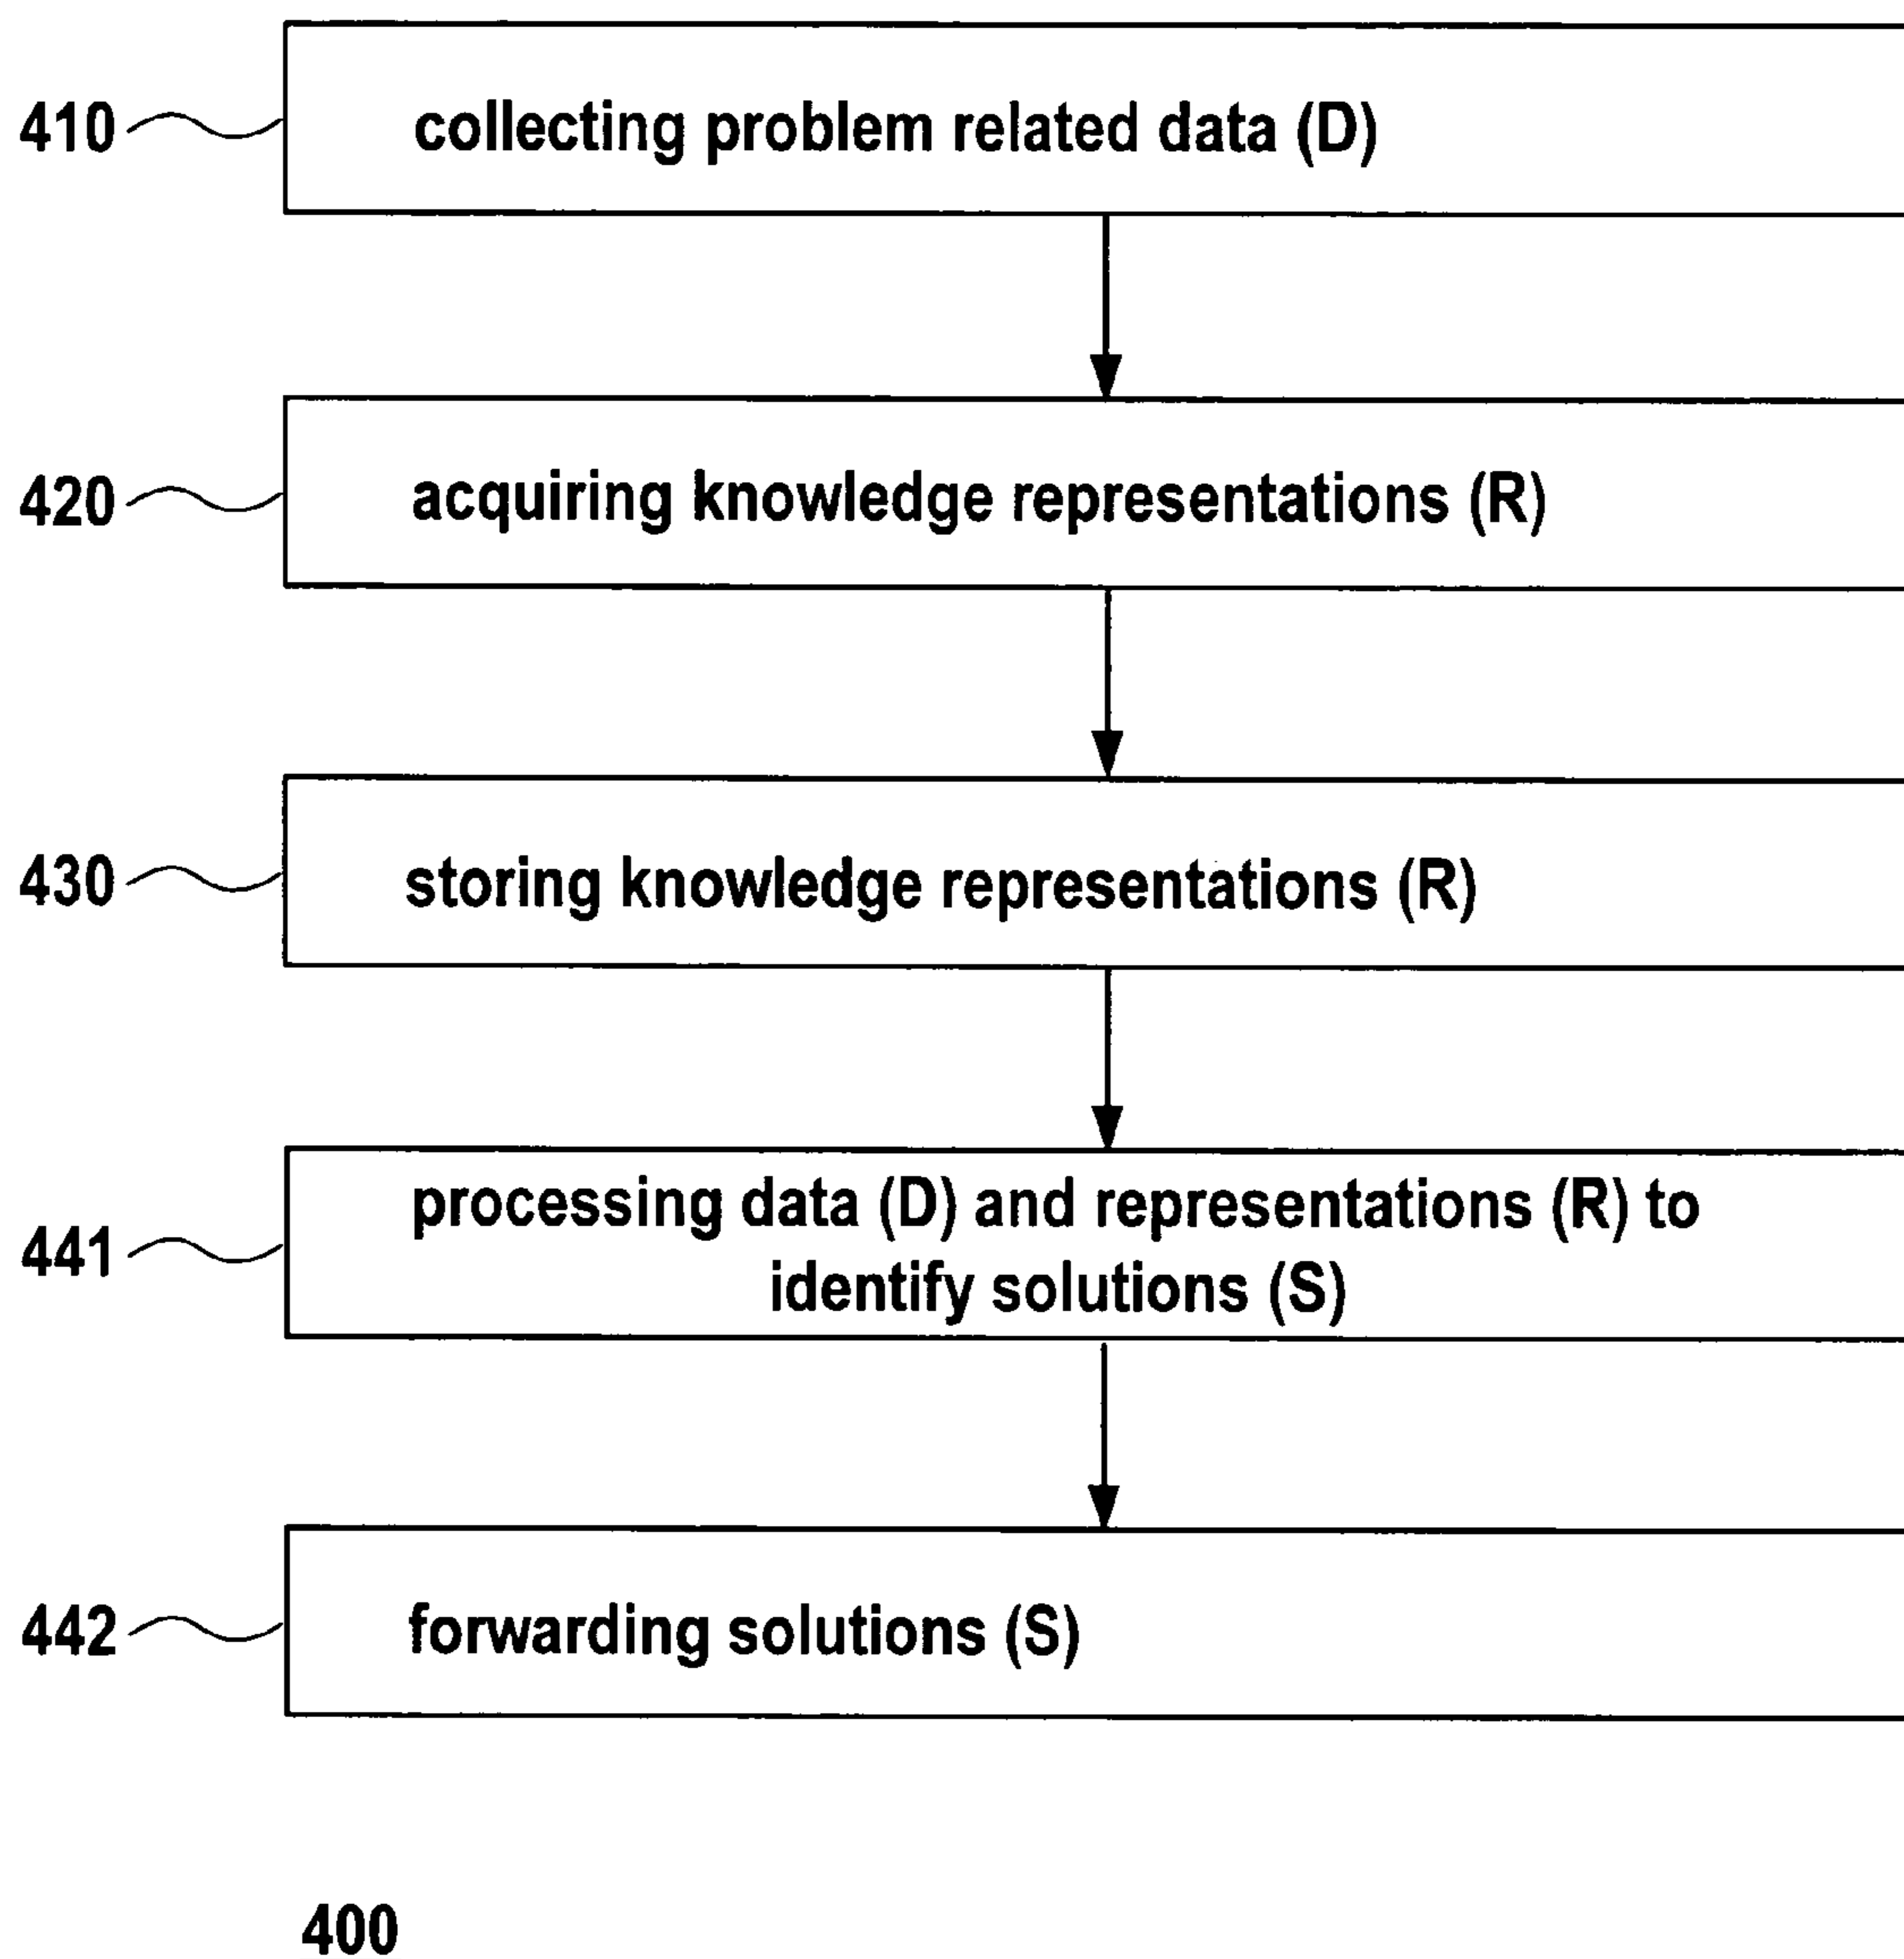 410
collecting problem related data (D)
420
acquiring knowledge representations (R)
430
storing knowledge representations (R)
441
processing data (D) and representations (R) to
identify solutions (S)
442
forwarding solutions (S)
400